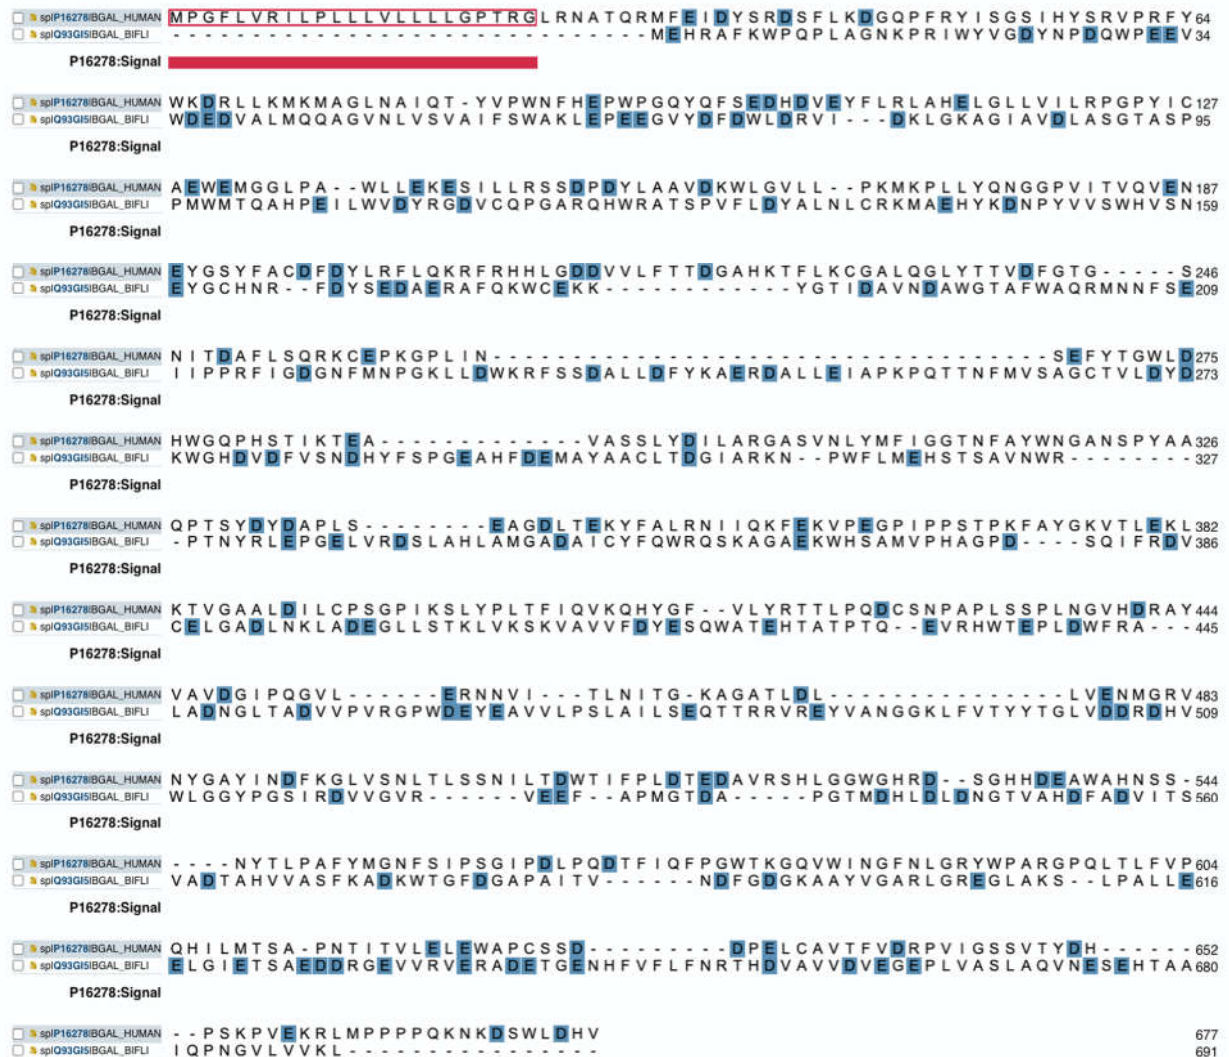 sp|P16278|BGAL_HUMAN MPGFLVRILPLLLVLLLLGPTRGLRNATQRMFEIDYSRDSFLKDGQPFRYISGSIHYSRVPRFY 64
sp|Q93GI5|BGAL_BIFLI - - - - - - - - - - - - - - - - - - - - - - - - - - - - - - MEHRAFKWPQPLAGNKPRIWYVGDYNPDQWPEEV 34
P16278:Signal
sp|P16278|BGAL_HUMAN WKDRLLKMKMAGLNAIQT-YVPWNFHEPWPGQYQFSEDHDVEYFLRLAHELGLLVILRPGPYIC 127
sp|Q93GI5|BGAL_BIFLI WDEDVALMQQAGVNLVSVAIFSWAKLEPEEGVYDFDWLDRVI---DKLGKAGIAVDLASGTASP 95
P16278:Signal
sp|P16278|BGAL_HUMAN AEWEMGGLPA--WLLEKESILLRSSDPDYLAAVDKWLGVLL--PKMKPLLYQNGGPVITVQVEN 187
sp|Q93GI5|BGAL_BIFLI PMWMTQAHPEILWVDYRGDVCQPGARQHWRATSPVFLDYALNLCRKMAEHYKDNPYVVSWHVSN 159
P16278:Signal
sp|P16278|BGAL_HUMAN EYGSYFACDFDYLRFLQKRFRHHLGDDVVLFTTDGAHKTFLKCGALQGLYTTVDFGTG-----S 246
sp|Q93GI5|BGAL_BIFLI EYGCHNR--FDYSEDAERAFQKWCEKK------------YGTIDAVNDAWGTAFWAQRMNNFSE 209
P16278:Signal
sp|P16278|BGAL_HUMAN NITDAFLSQRKCEPKGPLIN-----------------------------------SEFYTGWLD 275
sp|Q93GI5|BGAL_BIFLI IIPPRFIGDGNFMNPGKLLDWKRFSSDALLDFYKAERDALLEIAPKPQTTNFMVSAGCTVLDYD 273
P16278:Signal
sp|P16278|BGAL_HUMAN HWGQPHSTIKTEA-------------VASSLYDILARGASVNLYMFIGGTNFAYWNGANSPYAA 326
sp|Q93GI5|BGAL_BIFLI KWGHDVDFVSNDHYFSPGEAHFDEMAYAACLTDGIARKN--PWFLMEHSTSAVNWR-------- 327
P16278:Signal
sp|P16278|BGAL_HUMAN QPTSYDYDAPLS--------EAGDLTEKYFALRNIIQKFEKVPEGPIPPSTPKFAYGKVTLEKL 382
sp|Q93GI5|BGAL_BIFLI -PTNYRLEPGELVRDSLAHLAMGADAICYFQWRQSKAGAEKWHSAMVPHAGPD----SQIFRDV 386
P16278:Signal
sp|P16278|BGAL_HUMAN KTVGAALDILCPSGPIKSLYPLTFIQVKQHYGF--VLYRTTLPQDCSNPAPLSSPLNGVHDRAY 444
sp|Q93GI5|BGAL_BIFLI CELGADLNKLADEGLLSTKLVKSKVAVVFDYESQWATEHTATPTQ--EVRHWTEPLDWFRA--- 445
P16278:Signal
sp|P16278|BGAL_HUMAN VAVDGIPQGVL------ERNNVI---TLNITG-KAGATLDL---------------LVENMGRV 483
sp|Q93GI5|BGAL_BIFLI LADNGLTADVVPVRGPWDEYEAVVLPSLAILSEQTTRRVREYVANGGKLFVTYYTGLVDDRDHV 509
P16278:Signal
sp|P16278|BGAL_HUMAN NYGAYINDFKGLVSNLTLSSNILTDWTIFPLDTEDAVRSHLGGWGHRD--SGHHDEAWAHNSS- 544
sp|Q93GI5|BGAL_BIFLI WLGGYPGSIRDVVGVR------VEEF--APMGTDA-----PGTMDHLDLDNGTVAHDFADVITS 560
P16278:Signal
sp|P16278|BGAL_HUMAN ----NYTLPAFYMGNFSIPSGIPDLPQDTFIQFPGWTKGQVWINGFNLGRYWPARGPQLTLFVP 604
sp|Q93GI5|BGAL_BIFLI VADTAHVVASFKADKWTGFDGAPAITV------NDFGDGKAAYVGARLGREGLAKS--LPALLE 616
P16278:Signal
sp|P16278|BGAL_HUMAN QHILMTSA-PNTITVLELEWAPCSSD---------DPELCAVTFVDRPVIGSSVTYDH------ 652
sp|Q93GI5|BGAL_BIFLI ELGIETSAEDDRGEVVRVERADETGENHFVFLFNRTHDVAVVDVEGEPLVASLAQVNESEHTAA 680
P16278:Signal
sp|P16278|BGAL_HUMAN --PSKPVEKRLMPPPPQKNKDSWLDHV 677
sp|Q93GI5|BGAL_BIFLI IQPNGVLVVKL---------------- 691